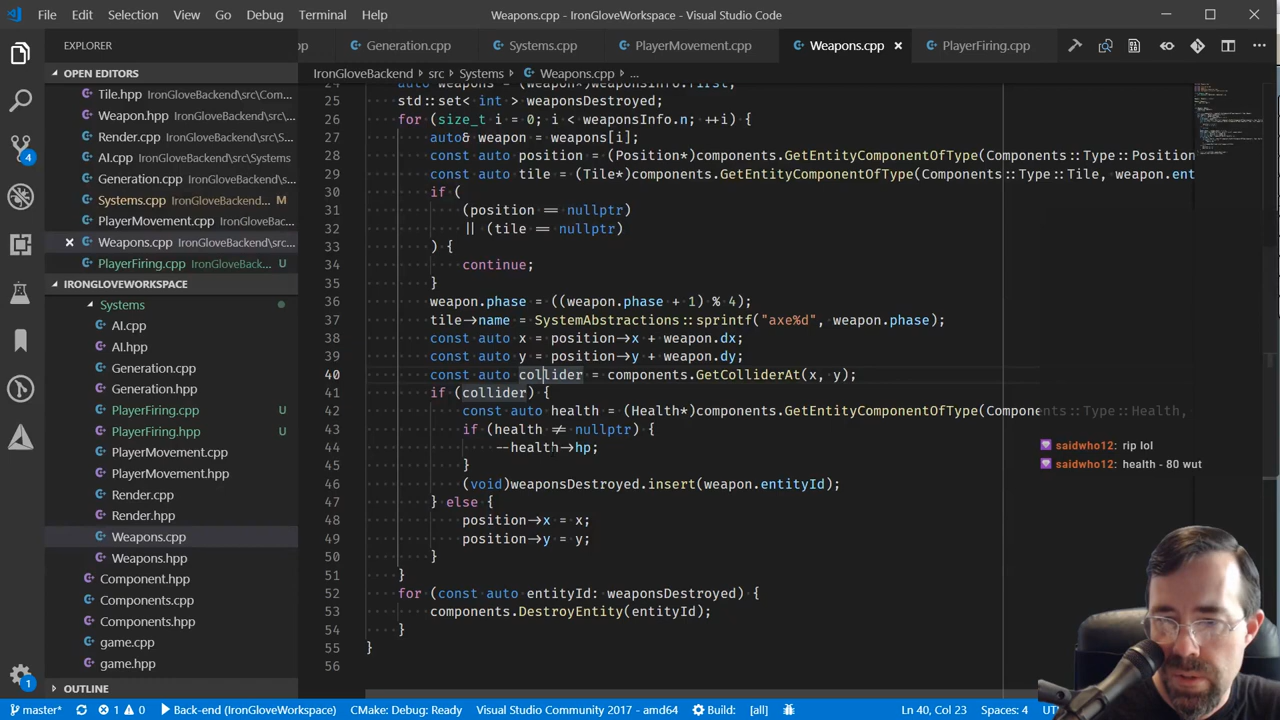 File Edit Selection View Go Debug Terminal Help Weapons.cpp - IronGloveWorkspace - Visual Studio Code
EXPLORER
Generation.cpp Systems.cpp PlayerMovement.cpp Weapons.cpp PlayerFiring.cpp
OPEN EDITORS
Tile.hpp IronGloveBackend\src\Com...
Weapon.hpp IronGloveBackend\src...
Render.cpp IronGloveBackend\src\...
AI.cpp IronGloveBackend\src\Systems
Generation.cpp IronGloveBackend\...
Systems.cpp IronGloveBackend... M
PlayerMovement.cpp IronGloveBac...
Weapons.cpp IronGloveBackend\src...
PlayerFiring.cpp IronGloveBack... U
IRONGLOVEWORKSPACE
Systems
AI.cpp
AI.hpp
Generation.cpp
Generation.hpp
PlayerFiring.cpp U
PlayerFiring.hpp U
PlayerMovement.cpp
PlayerMovement.hpp
Render.cpp
Render.hpp
Weapons.cpp
Weapons.hpp
Component.hpp
Components.cpp
Components.hpp
game.cpp
game.hpp
OUTLINE
4
1
IronGloveBackend > src > Systems > Weapons.cpp > ...
24 auto weapons = (Weapon*)weaponsInfo.first;
25 std::set< int > weaponsDestroyed;
26 for (size_t i = 0; i < weaponsInfo.n; ++i) {
27 auto& weapon = weapons[i];
28 const auto position = (Position*)components.GetEntityComponentOfType(Components::Type::Position
29 const auto tile = (Tile*)components.GetEntityComponentOfType(Components::Type::Tile, weapon.ent
30 if (
31 (position == nullptr)
32 || (tile == nullptr)
33 ) {
34 continue;
35 }
36 weapon.phase = ((weapon.phase + 1) % 4);
37 tile->name = SystemAbstractions::sprintf("axe%d", weapon.phase);
38 const auto x = position->x + weapon.dx;
39 const auto y = position->y + weapon.dy;
40 const auto collider = components.GetColliderAt(x, y);
41 if (collider) {
42 const auto health = (Health*)components.GetEntityComponentOfType(Components::Type::Health,
43 if (health != nullptr) {
44 --health->hp;
45 }
46 (void)weaponsDestroyed.insert(weapon.entityId);
47 } else {
48 position->x = x;
49 position->y = y;
50 }
51 }
52 for (const auto entityId: weaponsDestroyed) {
53 components.DestroyEntity(entityId);
54 }
55 }
56
saidwho12: rip lol
saidwho12: health - 80 wut
master* 1 0 Back-end (IronGloveWorkspace) CMake: Debug: Ready Visual Studio Community 2017 - amd64 Build: [all] Ln 40, Col 23 Spaces: 4